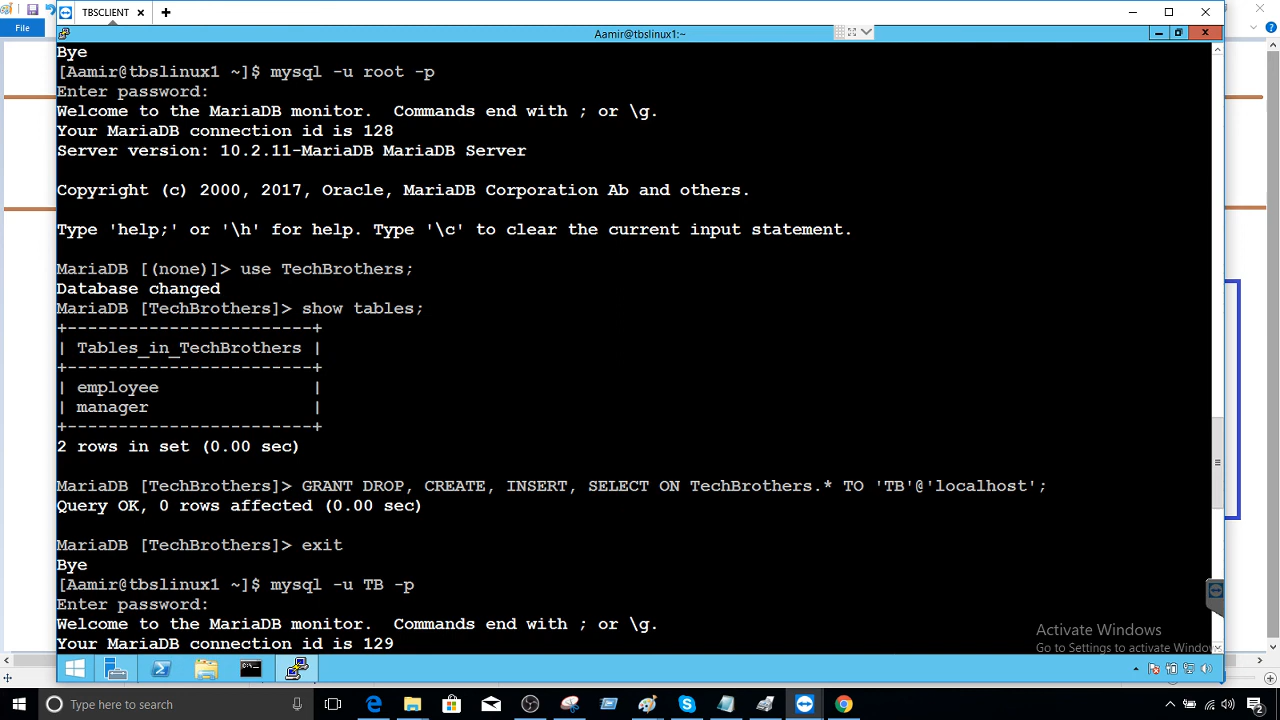 TBSCLIENT
File
Aamir@tbslinux1:~
Bye
[Aamir@tbslinux1 ~]$ mysql -u root -p
Enter password:
Welcome to the MariaDB monitor.  Commands end with ; or \g.
Your MariaDB connection id is 128
Server version: 10.2.11-MariaDB MariaDB Server
Copyright (c) 2000, 2017, Oracle, MariaDB Corporation Ab and others.
Type 'help;' or '\h' for help. Type '\c' to clear the current input statement.
MariaDB [(none)]> use TechBrothers;
Database changed
MariaDB [TechBrothers]> show tables;
+------------------------+
| Tables_in_TechBrothers |
+------------------------+
| employee               |
| manager                |
+------------------------+
2 rows in set (0.00 sec)
MariaDB [TechBrothers]> GRANT DROP, CREATE, INSERT, SELECT ON TechBrothers.* TO 'TB'@'localhost';
Query OK, 0 rows affected (0.00 sec)
MariaDB [TechBrothers]> exit
Bye
[Aamir@tbslinux1 ~]$ mysql -u TB -p
Enter password:
Welcome to the MariaDB monitor.  Commands end with ; or \g.
Your MariaDB connection id is 129
Activate Windows
Go to Settings to activate Windows
Type here to search